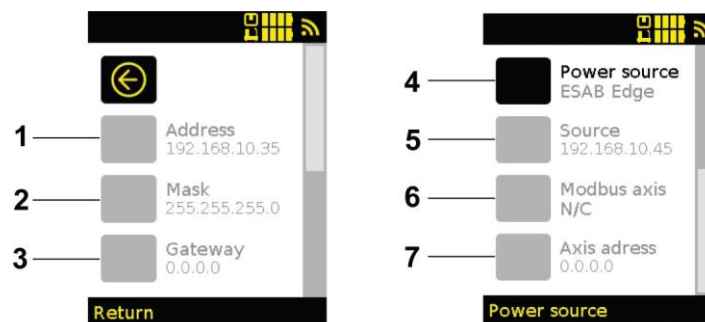 1
Address
192.168.10.35
2
Mask
255.255.255.0
3
Gateway
0.0.0.0
Return
4
Power source
ESAB Edge
5
Source
192.168.10.45
6
Modbus axis
N/C
7
Axis adress
0.0.0.0
Power source